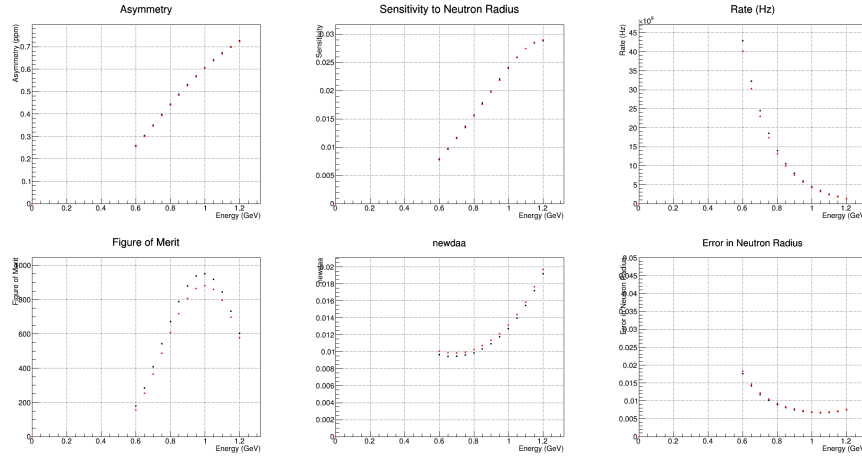 Asymmetry
Asymmetry (ppm)
0.7
0.6
0.5
0.4
0.3
0.2
0.1
0
0 0.2 0.4 0.6 0.8 1 1.2
Energy (GeV)
Sensitivity to Neutron Radius
Sensitivity
0.03
0.025
0.02
0.015
0.01
0.005
0
0 0.2 0.4 0.6 0.8 1 1.2
Energy (GeV)
Rate (Hz)
Rate (Hz)
45
40
35
30
25
20
15
10
5
0
0 0.2 0.4 0.6 0.8 1 1.2
Energy (GeV)
Figure of Merit
Figure of Merit
1000
800
600
400
200
0
0 0.2 0.4 0.6 0.8 1 1.2
Energy (GeV)
newdaa
newdaa
0.02
0.018
0.016
0.014
0.012
0.01
0.008
0.006
0.004
0.002
0
0 0.2 0.4 0.6 0.8 1 1.2
Energy (GeV)
Error in Neutron Radius
Error in Neutron Radius
0.05
0.045
0.04
0.035
0.03
0.025
0.02
0.015
0.01
0.005
0
0 0.2 0.4 0.6 0.8 1 1.2
Energy (GeV)